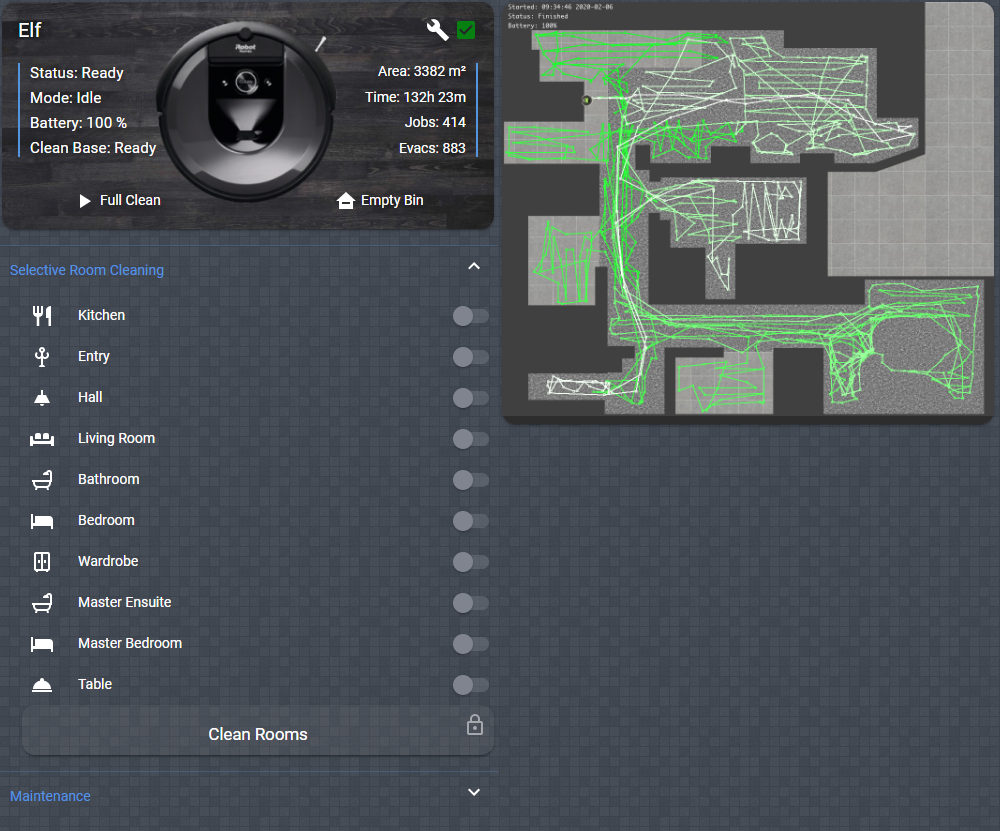 Elf
Status: Ready
Mode: Idle
Battery: 100 %
Clean Base: Ready
Area: 3382 m²
Time: 132h 23m
Jobs: 414
Evacs: 883
iRobot
Full Clean
Empty Bin
Selective Room Cleaning
Kitchen
Entry
Hall
Living Room
Bathroom
Bedroom
Wardrobe
Master Ensuite
Master Bedroom
Table
Clean Rooms
Maintenance
Started: 09:34:46 2020-02-06
Status: Finished
Battery: 100%